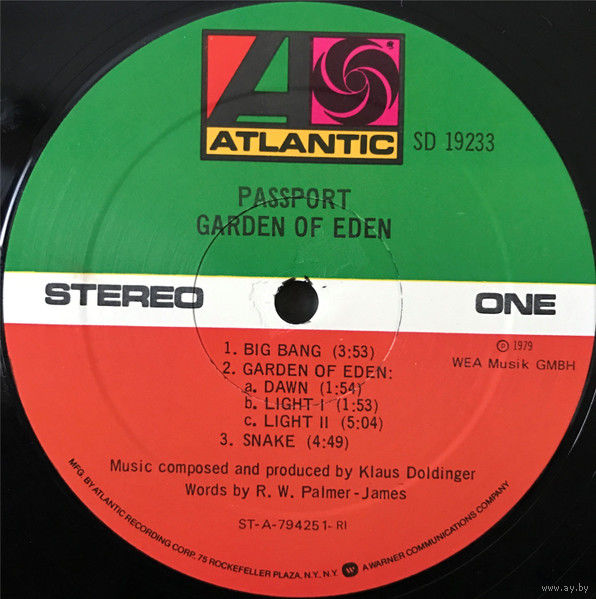 ATLANTIC
SD 19233
PASSPORT
GARDEN OF EDEN
STEREO ONE
1. BIG BANG (3:53)
2. GARDEN OF EDEN:
a. DAWN (1:54)
b. LIGHT I (1:53)
c. LIGHT II (5:04)
3. SNAKE (4:49)
℗ 1979
WEA Musik GMBH
Music composed and produced by Klaus Doldinger
Words by R. W. Palmer-James
ST-A-794251- RI
MFG. BY ATLANTIC RECORDING CORP. 75 ROCKEFELLER PLAZA, N.Y., N.Y. A WARNER COMMUNICATIONS COMPANY
www.ay.by